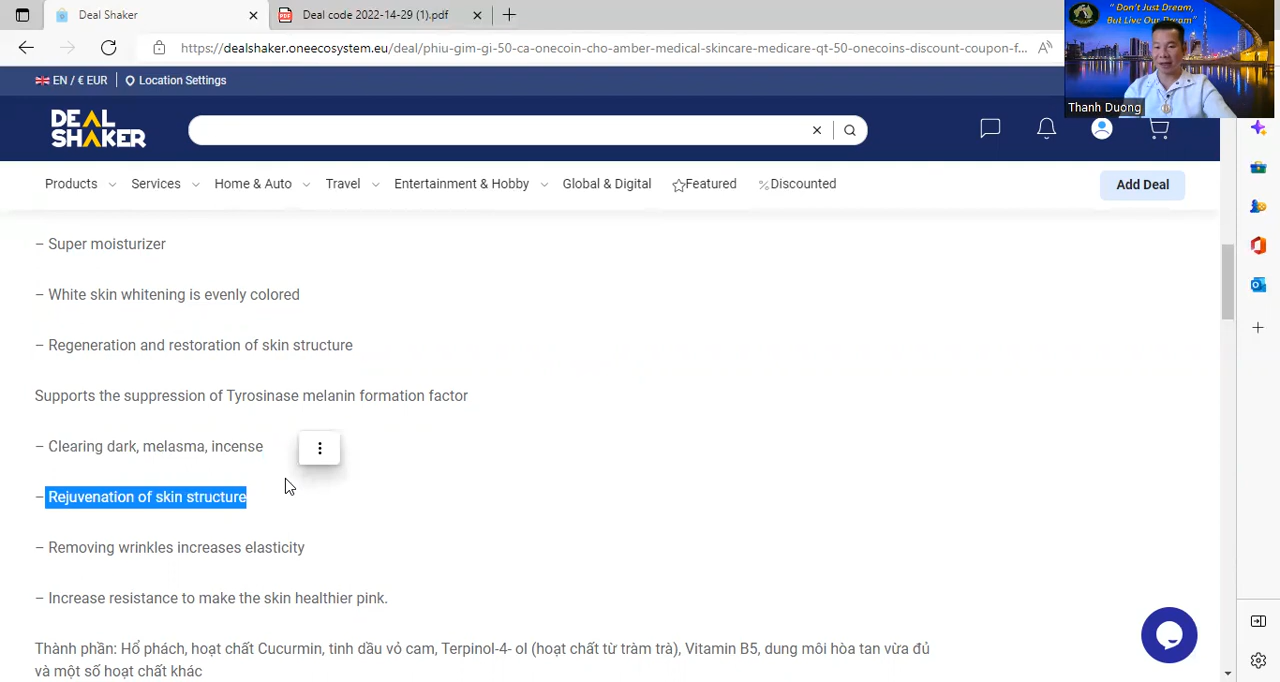 Deal Shaker
Deal code 2022-14-29 (1).pdf
https://dealshaker.oneecosystem.eu/deal/phiu-gim-gi-50-ca-onecoin-cho-amber-medical-skincare-medicare-qt-50-onecoins-discount-coupon-f...
" Don't Just Dream,
But Live Our Dream"
Thanh Duong
EN / € EUR
Location Settings
DEAL
SHAKER
Products
Services
Home & Auto
Travel
Entertainment & Hobby
Global & Digital
Featured
Discounted
Add Deal
– Super moisturizer
– White skin whitening is evenly colored
– Regeneration and restoration of skin structure
Supports the suppression of Tyrosinase melanin formation factor
– Clearing dark, melasma, incense
– Rejuvenation of skin structure
– Removing wrinkles increases elasticity
– Increase resistance to make the skin healthier pink.
Thành phần: Hổ phách, hoạt chất Cucurmin, tinh dầu vỏ cam, Terpinol-4- ol (hoạt chất từ tràm trà), Vitamin B5, dung môi hòa tan vừa đủ
và một số hoạt chất khác